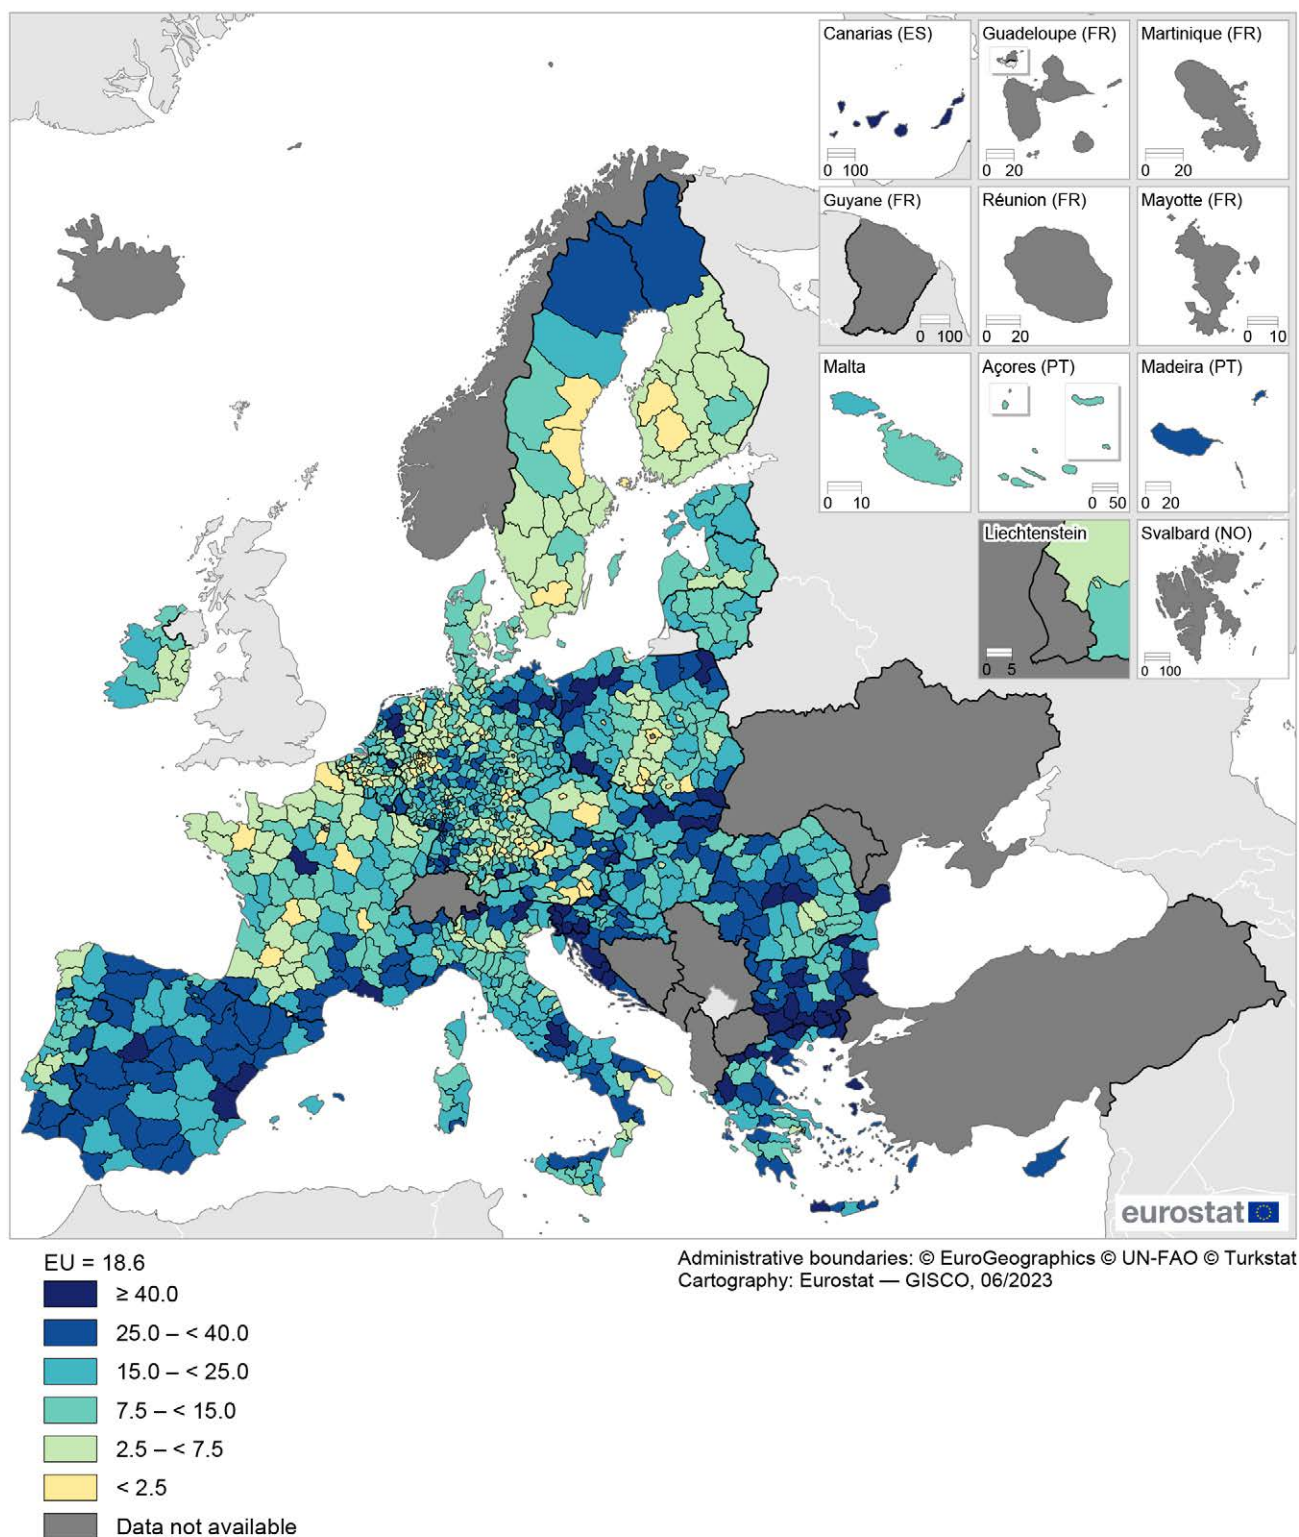 Canarias (ES)
0 100
Guadeloupe (FR)
0 20
Martinique (FR)
0 20
Guyane (FR)
0 100
Réunion (FR)
0 20
Mayotte (FR)
0 10
Malta
0 10
Açores (PT)
0 50
Madeira (PT)
0 20
Liechtenstein
0 5
Svalbard (NO)
0 100
eurostat
EU = 18.6
≥ 40.0
25.0 – < 40.0
15.0 – < 25.0
7.5 – < 15.0
2.5 – < 7.5
< 2.5
Data not available
Administrative boundaries: © EuroGeographics © UN-FAO © Turkstat
Cartography: Eurostat — GISCO, 06/2023